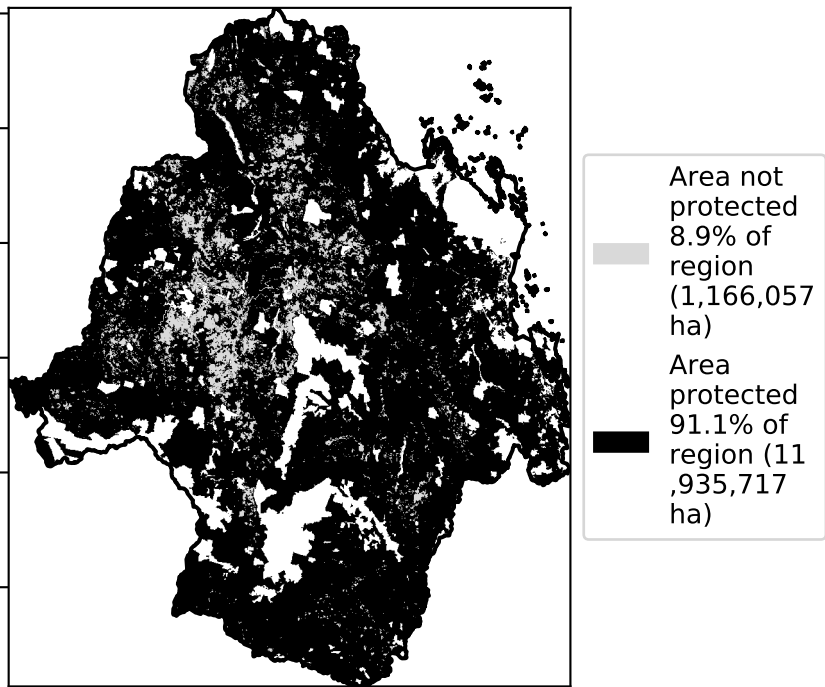 Area not
protected
8.9% of
region
(1,166,057
ha)
Area
protected
91.1% of
region (11
,935,717
ha)